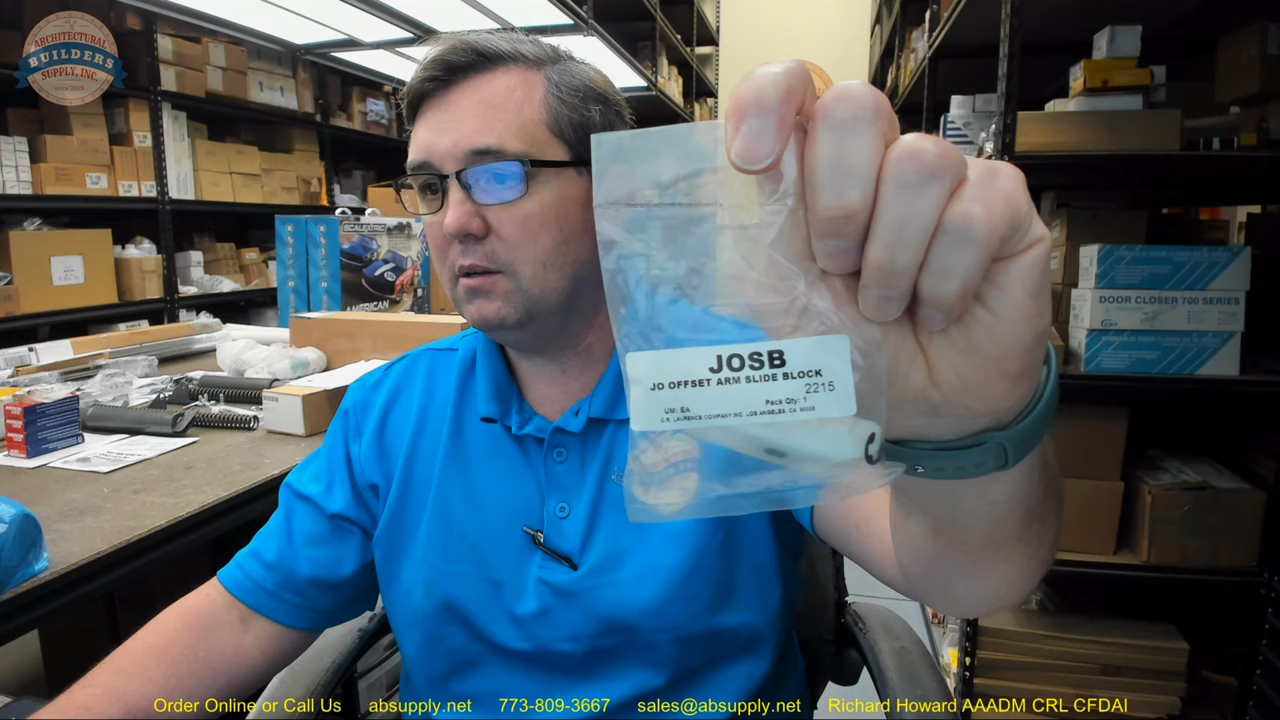 ARCHITECTURAL
BUILDERS
SUPPLY, INC.
since 2003
SCALEXTRIC
AMERICAN
DOOR CLOSER 700 SERIES
JOSB
JO OFFSET ARM SLIDE BLOCK
2215
UM: EA Pack Qty: 1
C.R. LAURENCE COMPANY INC. LOS ANGELES, CA
Order Online or Call Us absupply.net 773-809-3667 sales@absupply.net Richard Howard AAADM CRL CFDAI